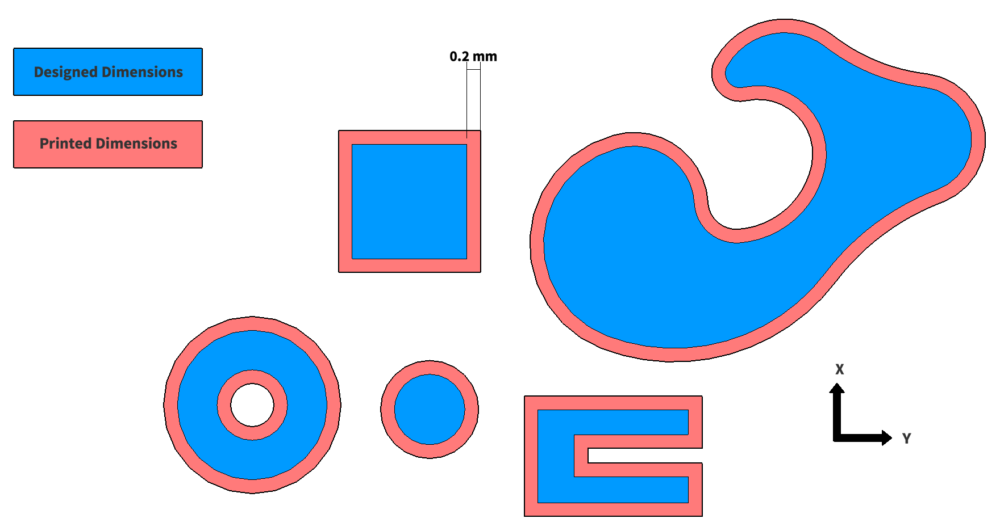 0.2 mm
Designed Dimensions
Printed Dimensions
X
Y